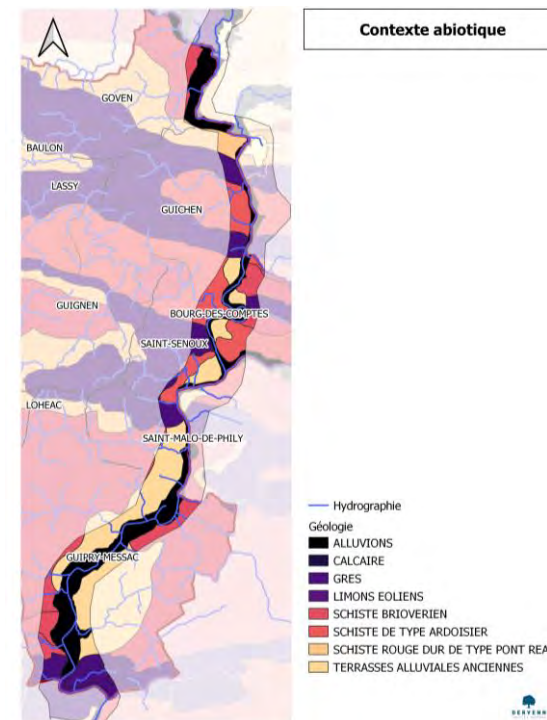 Contexte abiotique
GOVEN
BAULON
LASSY
GUICHEN
GUIGNEN
BOURG-DES-COMPTES
SAINT-SENOUX
LOHEAC
SAINT-MALO-DE-PHILY
GUIPRY-MESSAC
Hydrographie
Géologie
ALLUVIONS
CALCAIRE
GRES
LIMONS EOLIENS
SCHISTE BRIOVERIEN
SCHISTE DE TYPE ARDOISIER
SCHISTE ROUGE DUR DE TYPE PONT REA
TERRASSES ALLUVIALES ANCIENNES
DERVENN